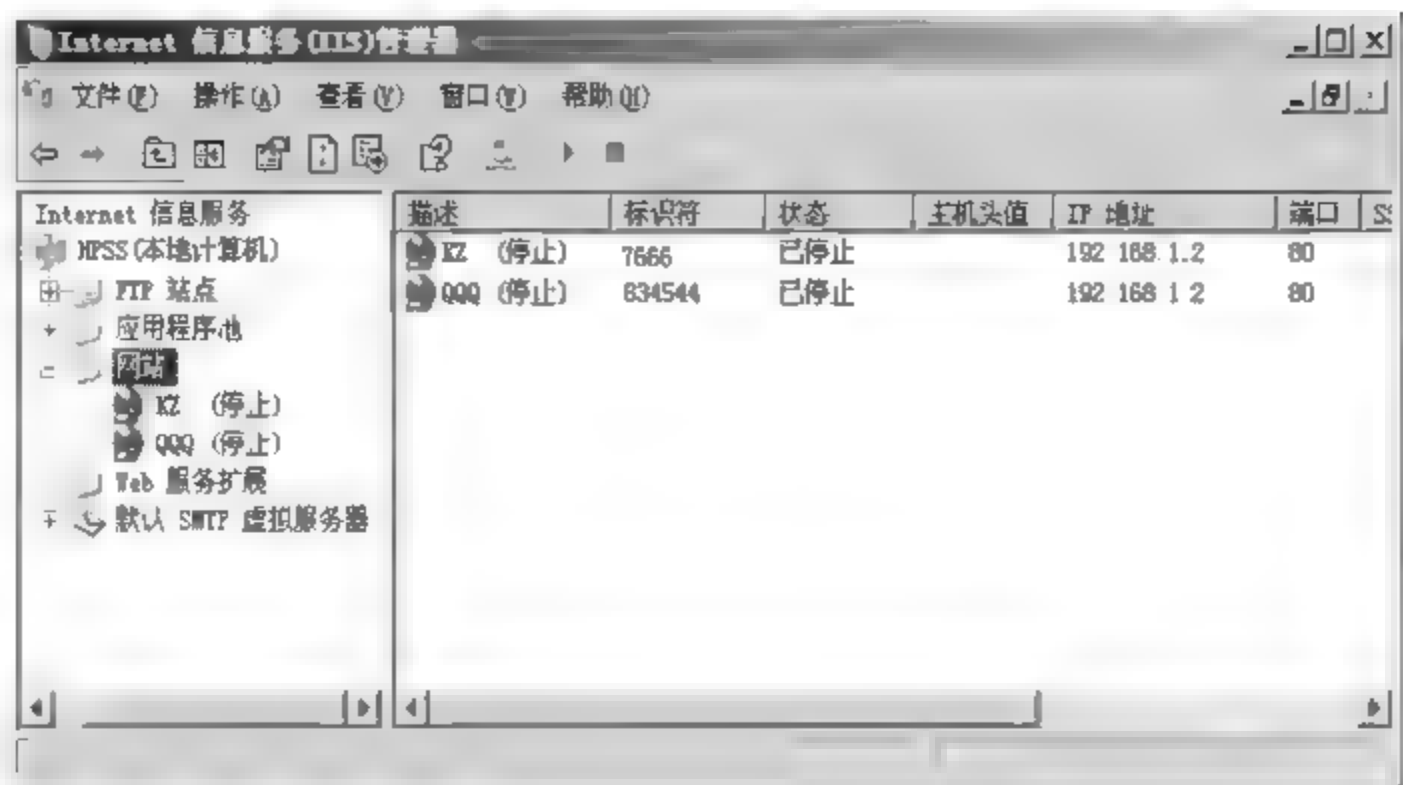 Internet 信息服务(IIS)管理器
文件(F) 操作(A) 查看(V) 窗口(W) 帮助(H)
Internet 信息服务
MPSS(本地计算机)
FTP 站点
应用程序池
网站
KZ (停止)
QQQ (停止)
Web 服务扩展
默认 SMTP 虚拟服务器
描述 标识符 状态 主机头值 IP 地址 端口 SS
KZ (停止) 7666 已停止 192 168.1.2 80
QQQ (停止) 834544 已停止 192 168 1 2 80